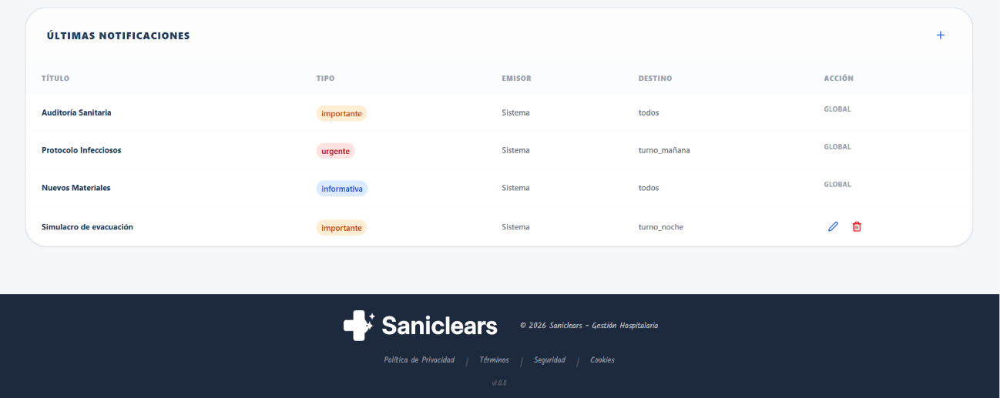 ÚLTIMAS NOTIFICACIONES
TÍTULO TIPO EMISOR DESTINO ACCIÓN
Auditoría Sanitaria importante Sistema todos GLOBAL
Protocolo Infecciosos urgente Sistema turno_mañana GLOBAL
Nuevos Materiales informativa Sistema todos GLOBAL
Simulacro de evacuación importante Sistema turno_noche
Saniclears © 2026 Saniclears - Gestión Hospitalaria
Política de Privacidad / Términos / Seguridad / Cookies
v1.0.0